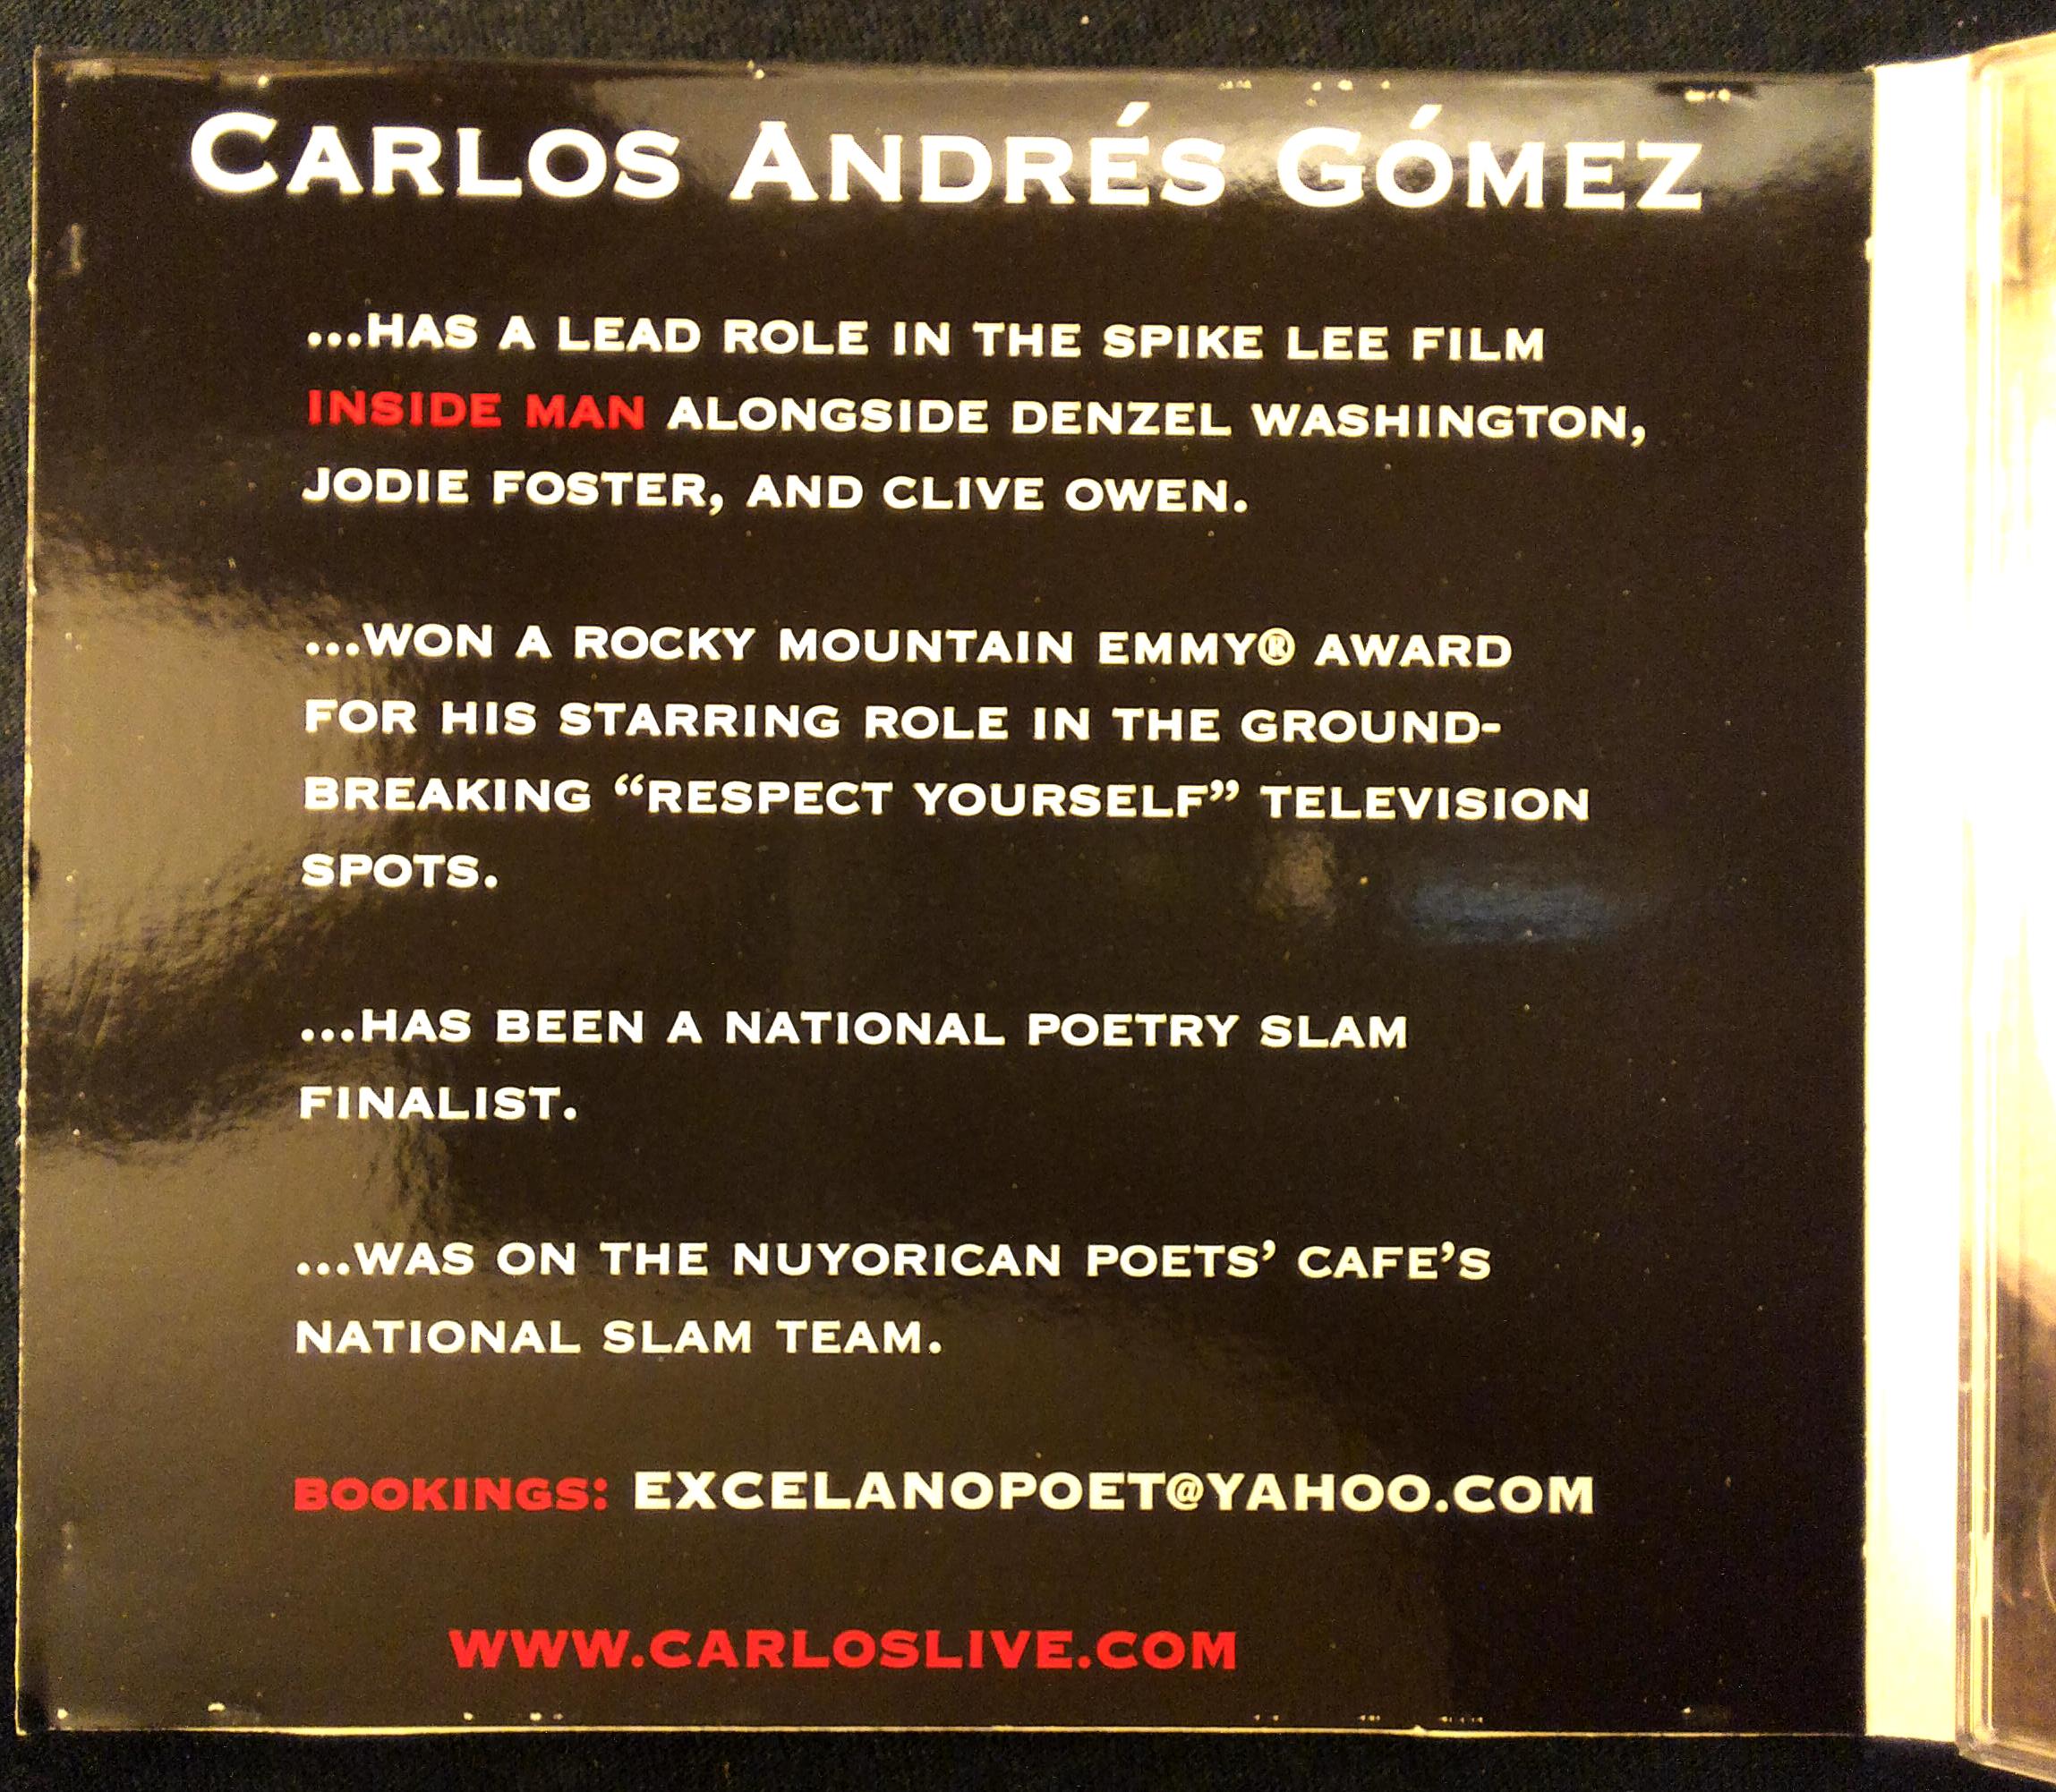 CARLOS ANDRÉS GÓMEZ
...HAS A LEAD ROLE IN THE SPIKE LEE FILM
INSIDE MAN ALONGSIDE DENZEL WASHINGTON,
JODIE FOSTER, AND CLIVE OWEN.
...WON A ROCKY MOUNTAIN EMMY® AWARD
FOR HIS STARRING ROLE IN THE GROUND-
BREAKING “RESPECT YOURSELF” TELEVISION
SPOTS.
...HAS BEEN A NATIONAL POETRY SLAM
FINALIST.
...WAS ON THE NUYORICAN POETS’ CAFE’S
NATIONAL SLAM TEAM.
BOOKINGS: EXCELANOPOET@YAHOO.COM
WWW.CARLOSLIVE.COM